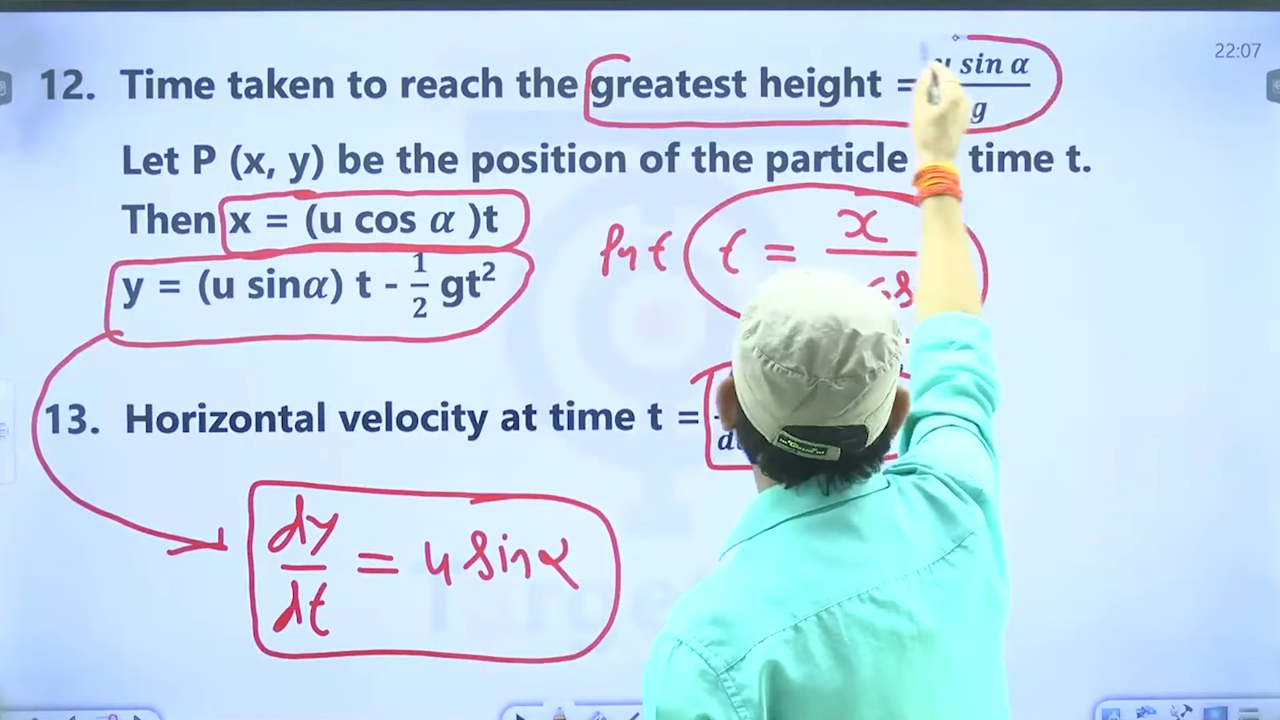 22:07
12. Time taken to reach the greatest height = u sin α / g
Let P (x, y) be the position of the particle time t.
Then x = (u cos α )t
y = (u sinα) t - 1/2 gt²
Put t = x /
13. Horizontal velocity at time t =
dy/dt = u sinα